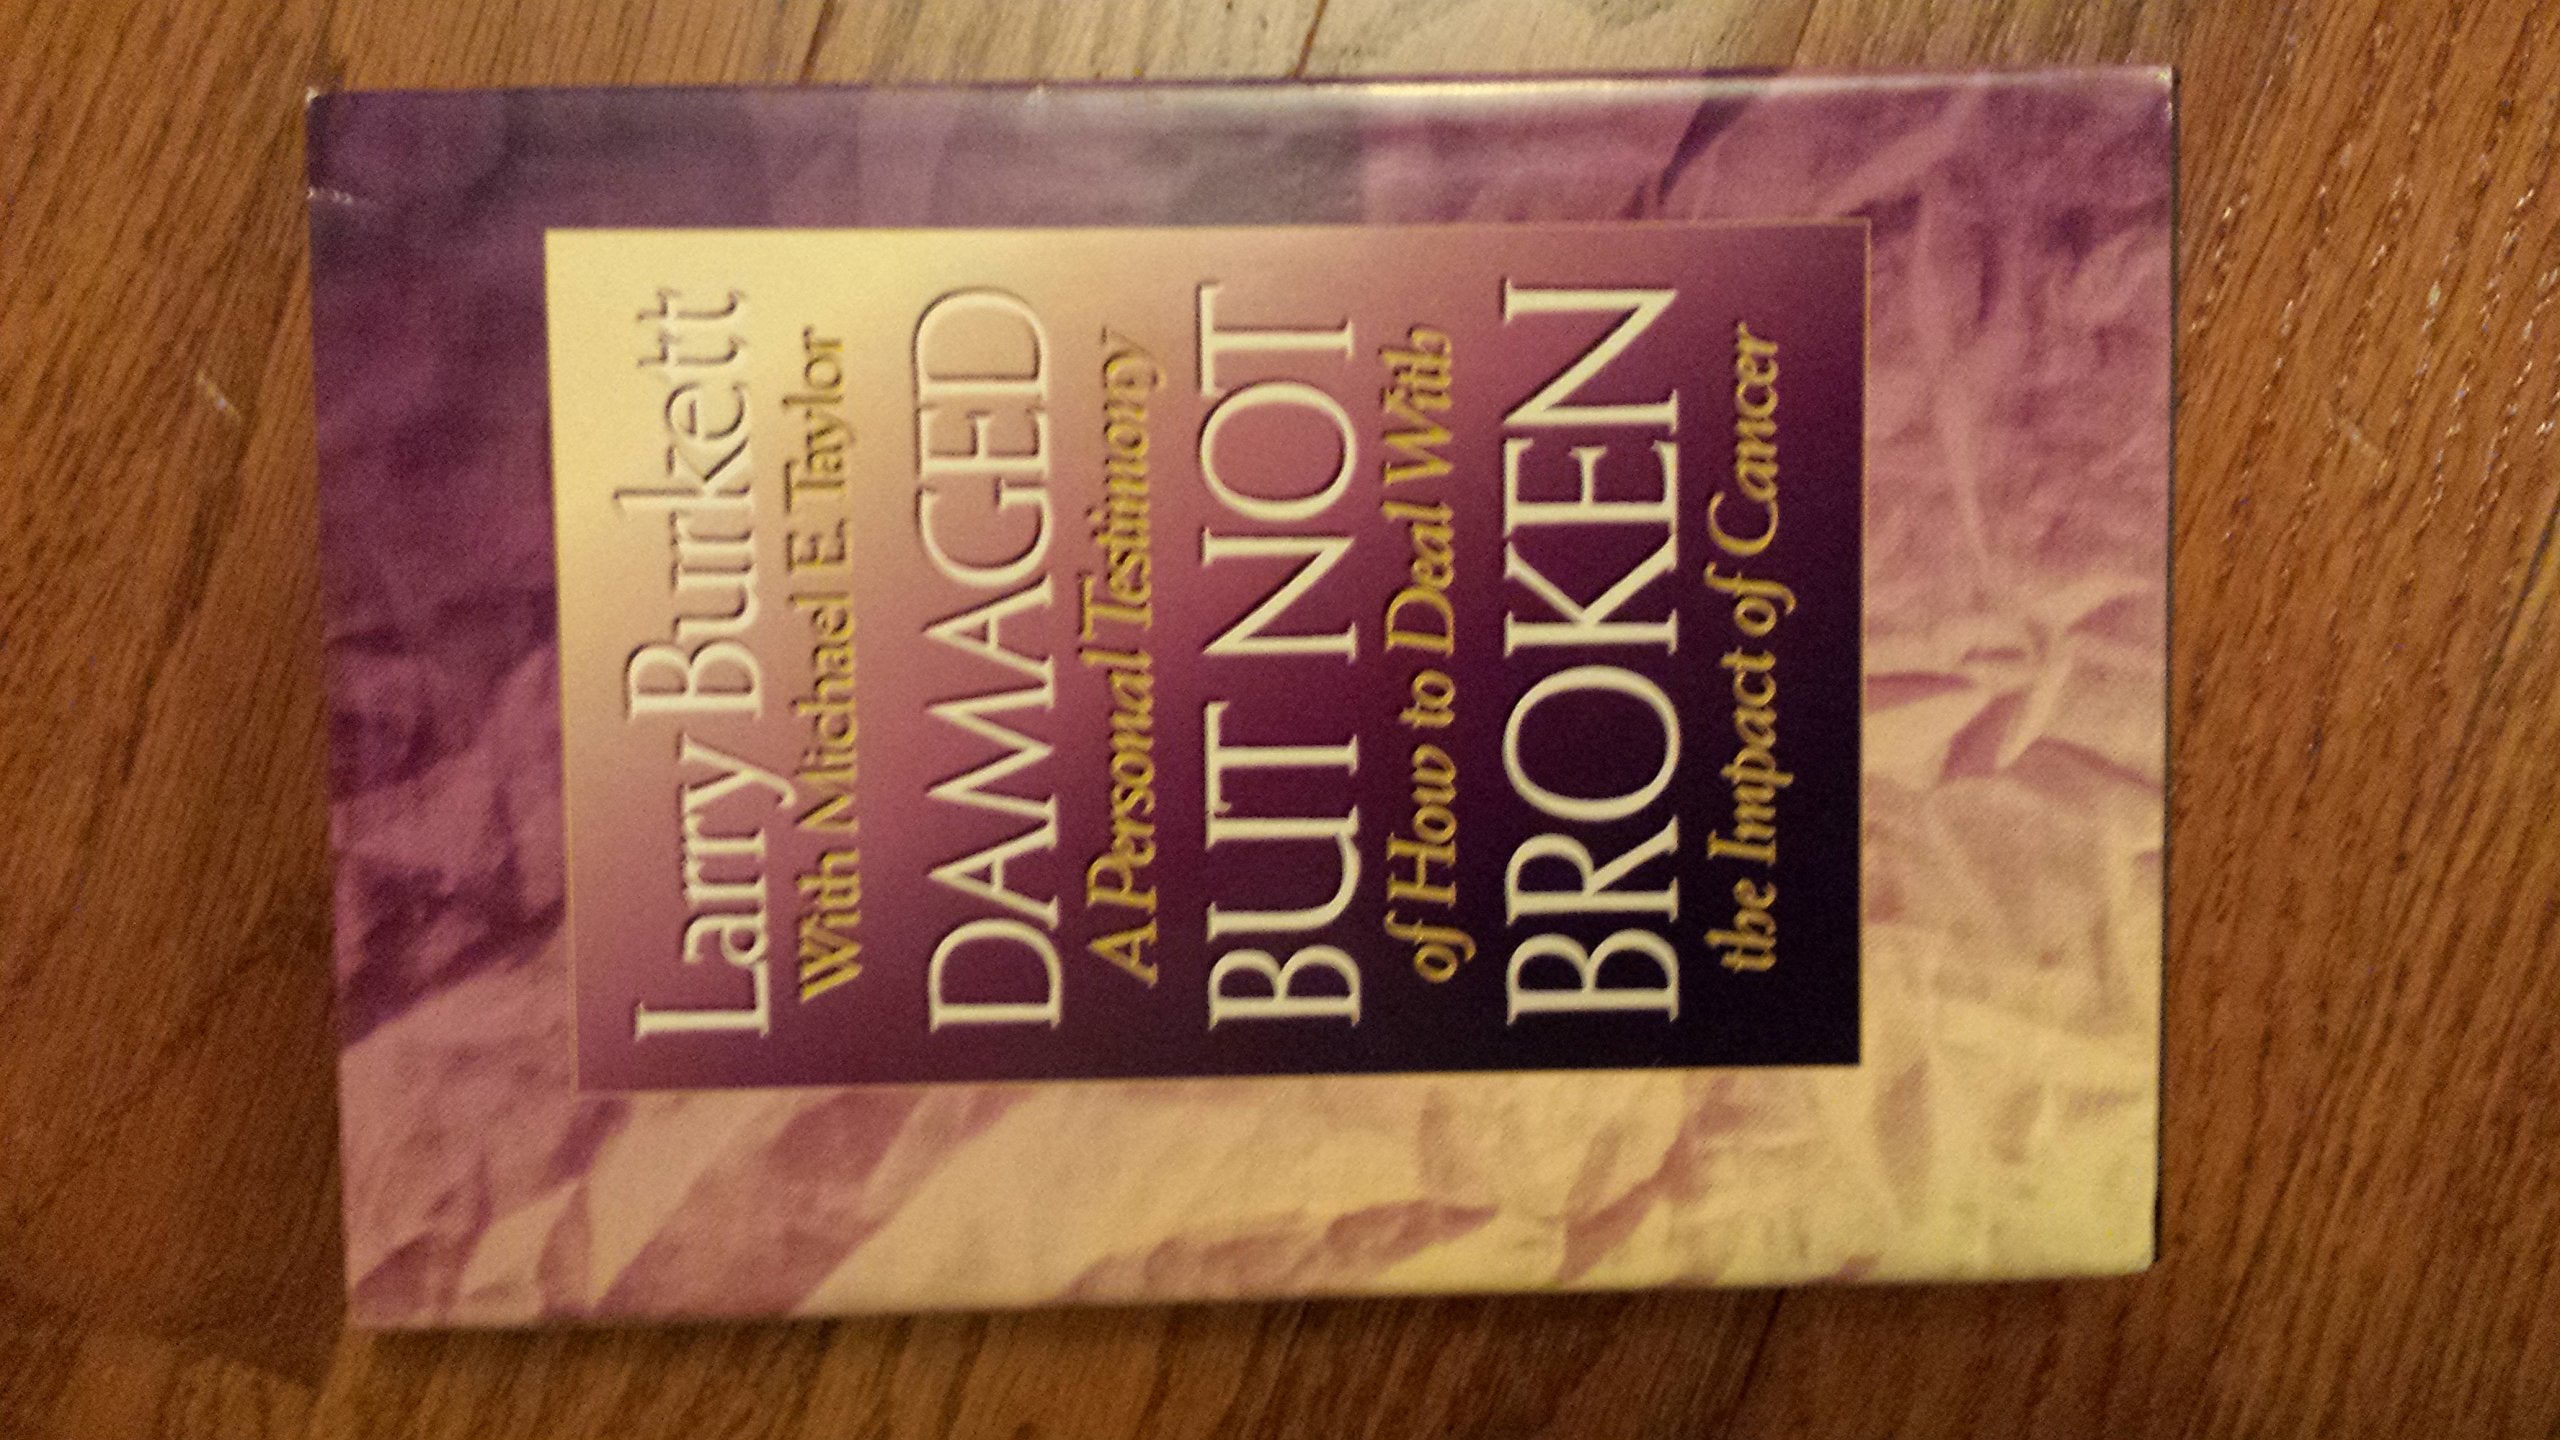 Larry Burkett
With Michael E. Taylor
DAMAGED
A Personal Testimony
BUT NOT
of How to Deal With
BROKEN
the Impact of Cancer